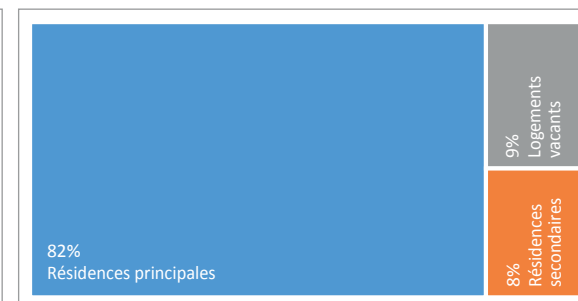 82%
Résidences principales
9%
Logements
vacants
8%
Résidences
secondaires